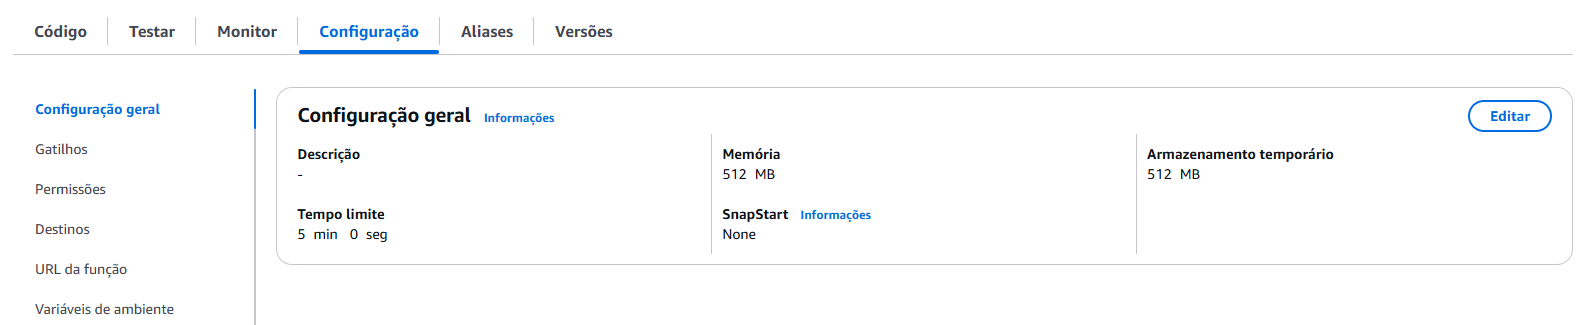 Código
Testar
Monitor
Configuração
Aliases
Versões
Configuração geral
Gatilhos
Permissões
Destinos
URL da função
Variáveis de ambiente
Configuração geral Informações
Editar
Descrição
-
Tempo limite
5 min 0 seg
Memória
512 MB
SnapStart Informações
None
Armazenamento temporário
512 MB